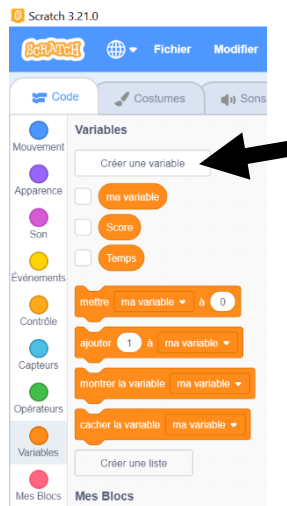 Scratch 3.21.0
SCRATCH Fichier Modifier
Code Costumes Sons
Mouvement
Apparence
Son
Événements
Contrôle
Capteurs
Opérateurs
Variables
Mes Blocs
Variables
Créer une variable
ma variable
Score
Temps
mettre ma variable à 0
ajouter 1 à ma variable
montrer la variable ma variable
cacher la variable ma variable
Créer une liste
Mes Blocs